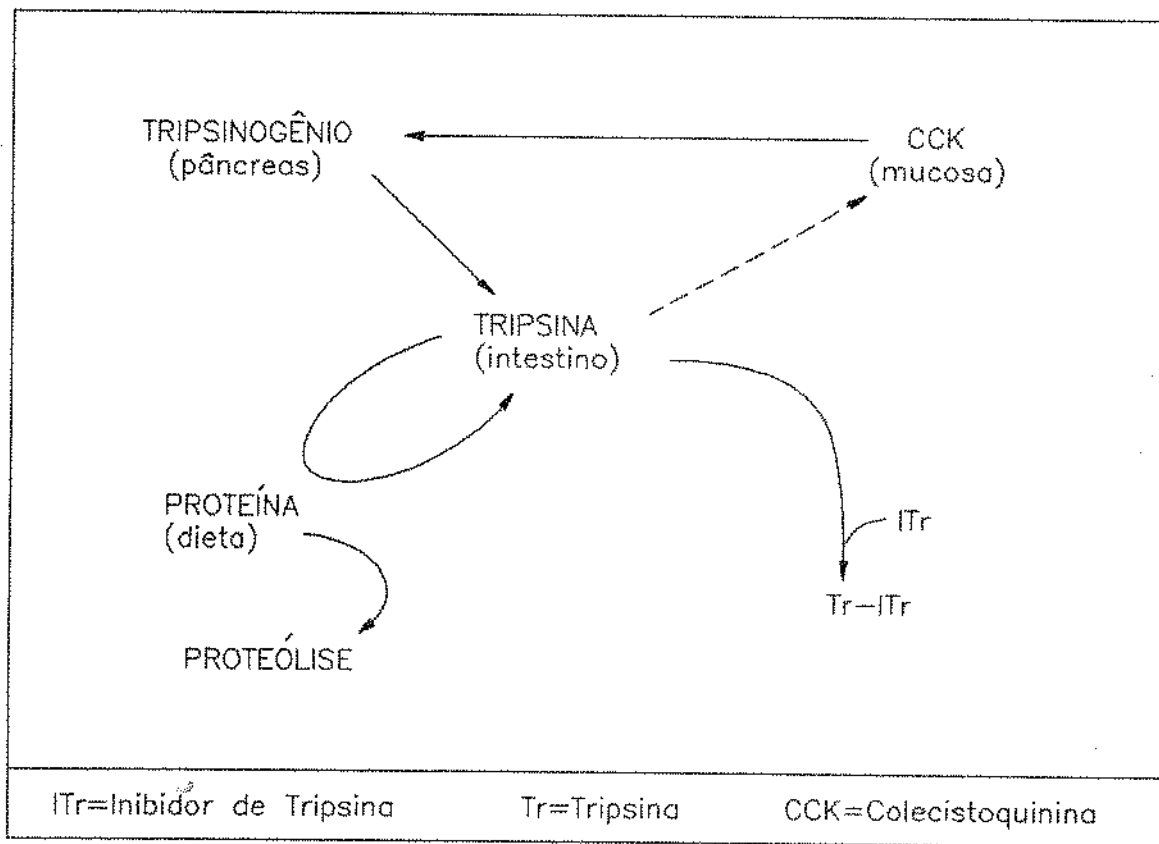 TRIPSINOGÊNIO
(pâncreas)
CCK
(mucosa)
TRIPSINA
(intestino)
PROTEÍNA
(dieta)
ITr
Tr-ITr
PROTEÓLISE
ITr=Inibidor de Tripsina Tr=Tripsina CCK=Colecistoquinina